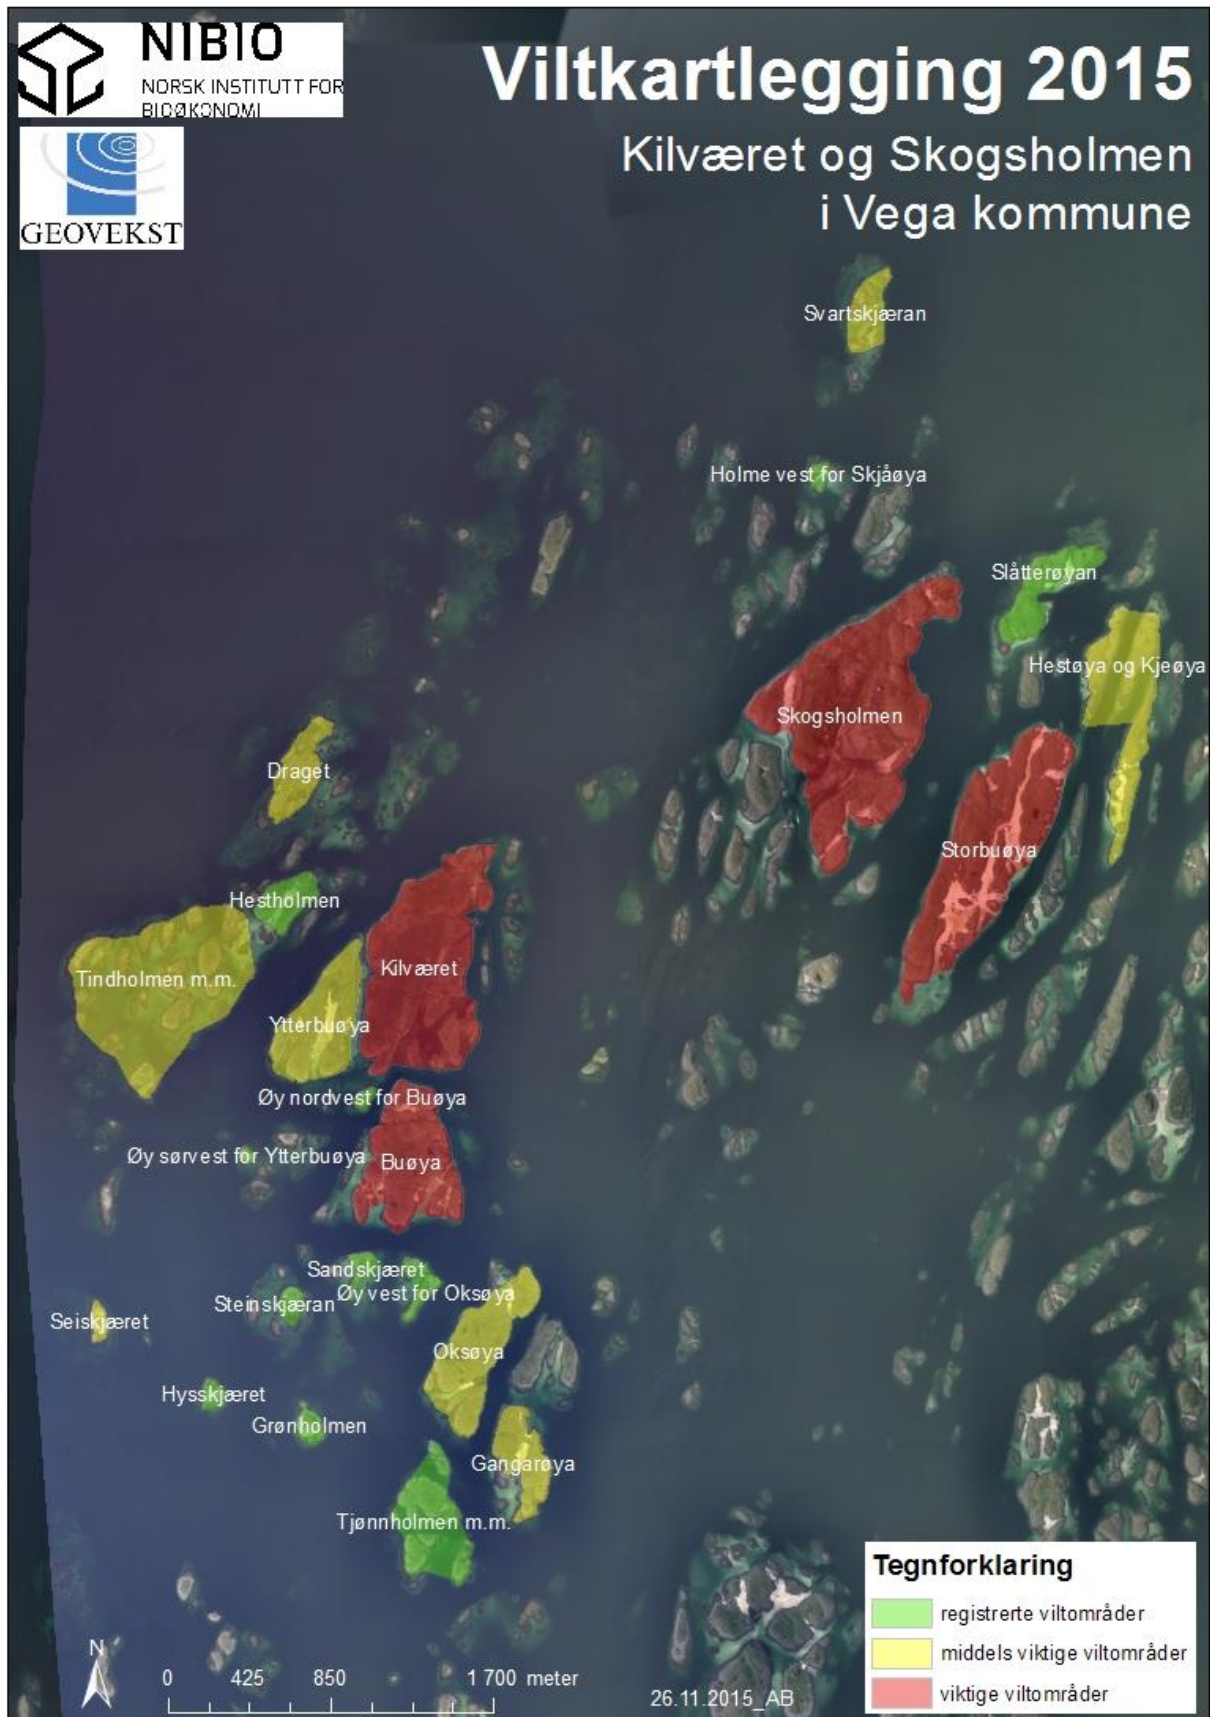 NIBIO
NORSK INSTITUTT FOR
BIOØKONOMI
GEOVEKST
Viltkartlegging 2015
Kilværet og Skogsholmen
i Vega kommune
Svartskjæran
Holme vest for Skjåøya
Slåtterøyan
Hestøya og Kjeøya
Skogsholmen
Draget
Storbuøya
Hestholmen
Kilværet
Tindholmen m.m.
Ytterbuøya
Øy nordvest for Buøya
Øy sørvest for Ytterbuøya
Buøya
Sandskjæret
Øy vest for Oksøya
Steinskjæran
Seiskjæret
Oksøya
Hysskjæret
Grønholmen
Gangarøya
Tjønnholmen m.m.
Tegnforklaring
registrerte viltområder
middels viktige viltområder
viktige viltområder
N
0 425 850 1 700 meter
26.11.2015_AB